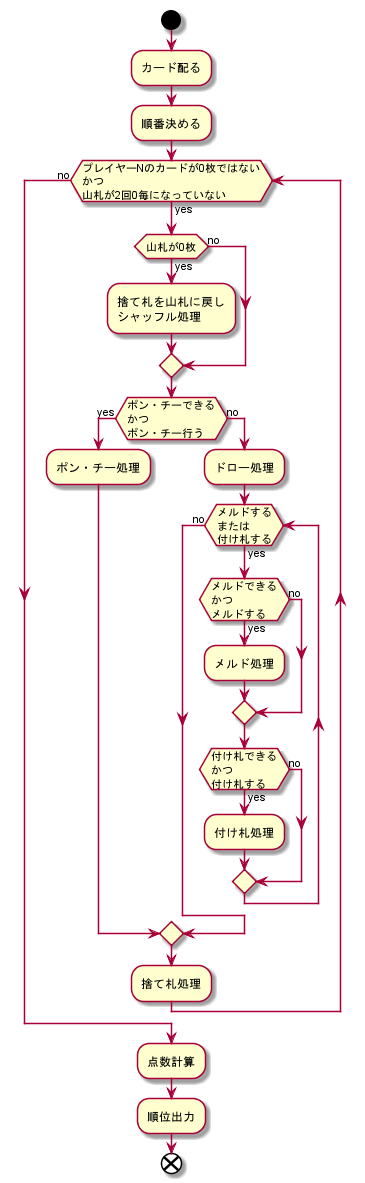 カード配る
順番決める
プレイヤーNのカードが0枚ではない
かつ
山札が2回0毎になっていない
no
yes
山札が0枚
no
yes
捨て札を山札に戻し
シャッフル処理
ポン・チーできる
かつ
ポン・チー行う
yes
no
ポン・チー処理
ドロー処理
メルドする
または
付け札する
no
yes
メルドできる
かつ
メルドする
no
yes
メルド処理
付け札できる
かつ
付け札する
no
yes
付け札処理
捨て札処理
点数計算
順位出力